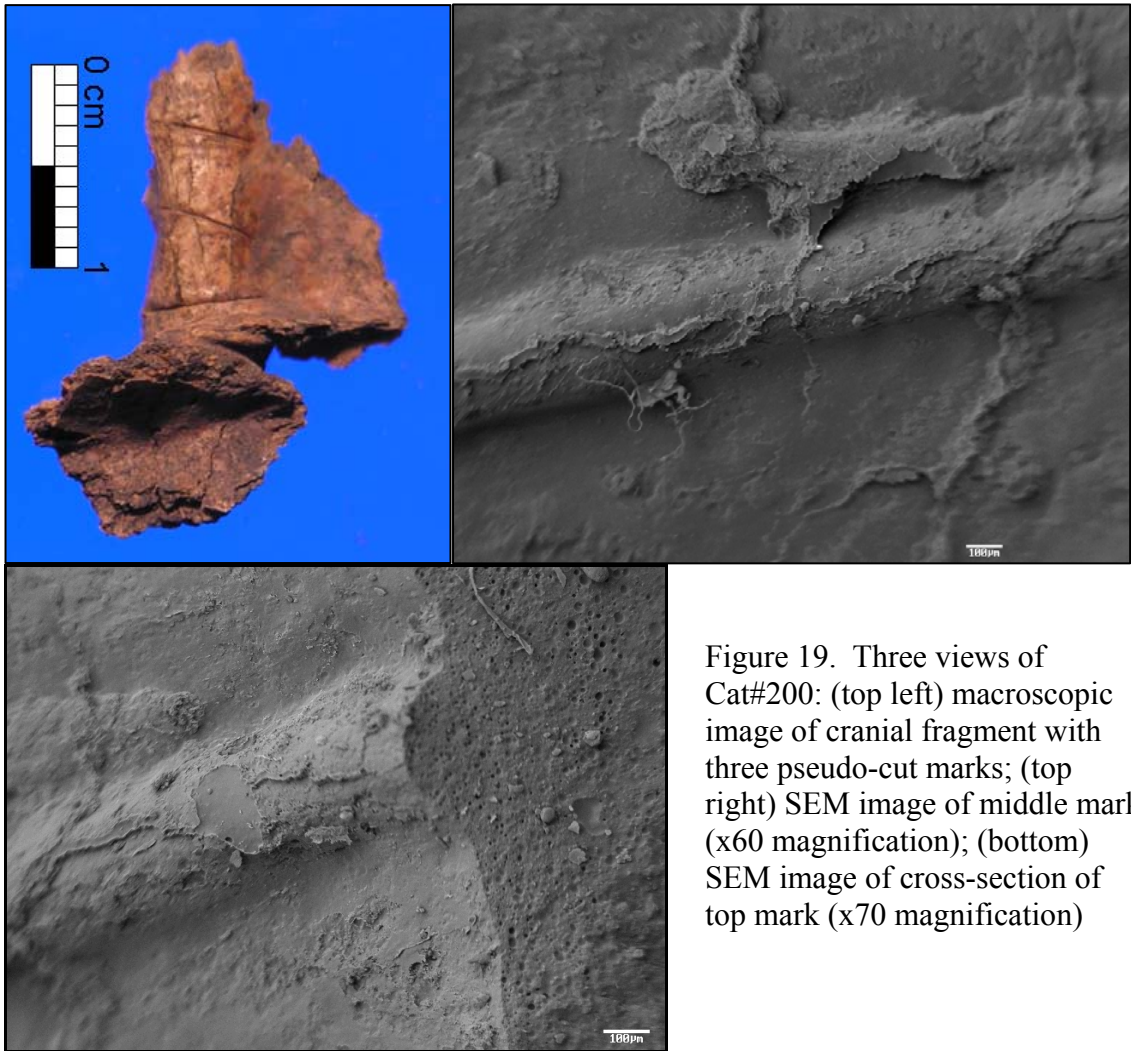 0 cm
1
100µm
100µm
Figure 19. Three views of
Cat#200: (top left) macroscopic
image of cranial fragment with
three pseudo-cut marks; (top
right) SEM image of middle mark
(x60 magnification); (bottom)
SEM image of cross-section of
top mark (x70 magnification)